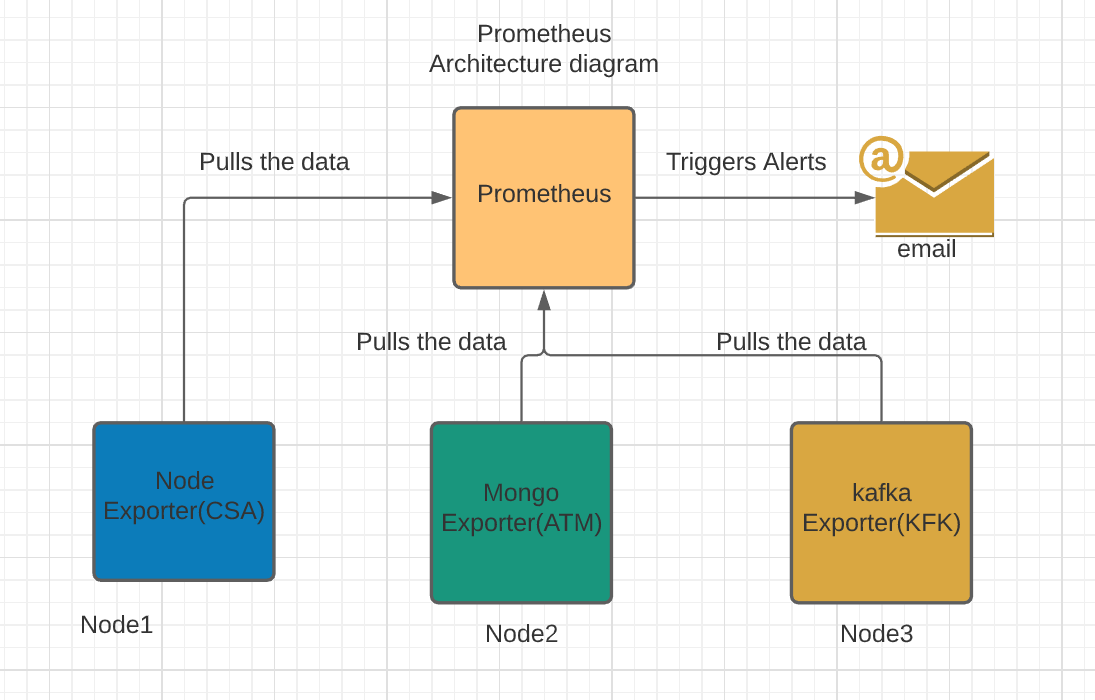 Prometheus
Architecture diagram
Pulls the data
Prometheus
Triggers Alerts
@
email
Pulls the data
Pulls the data
Node
Exporter(CSA)
Mongo
Exporter(ATM)
kafka
Exporter(KFK)
Node1
Node2
Node3